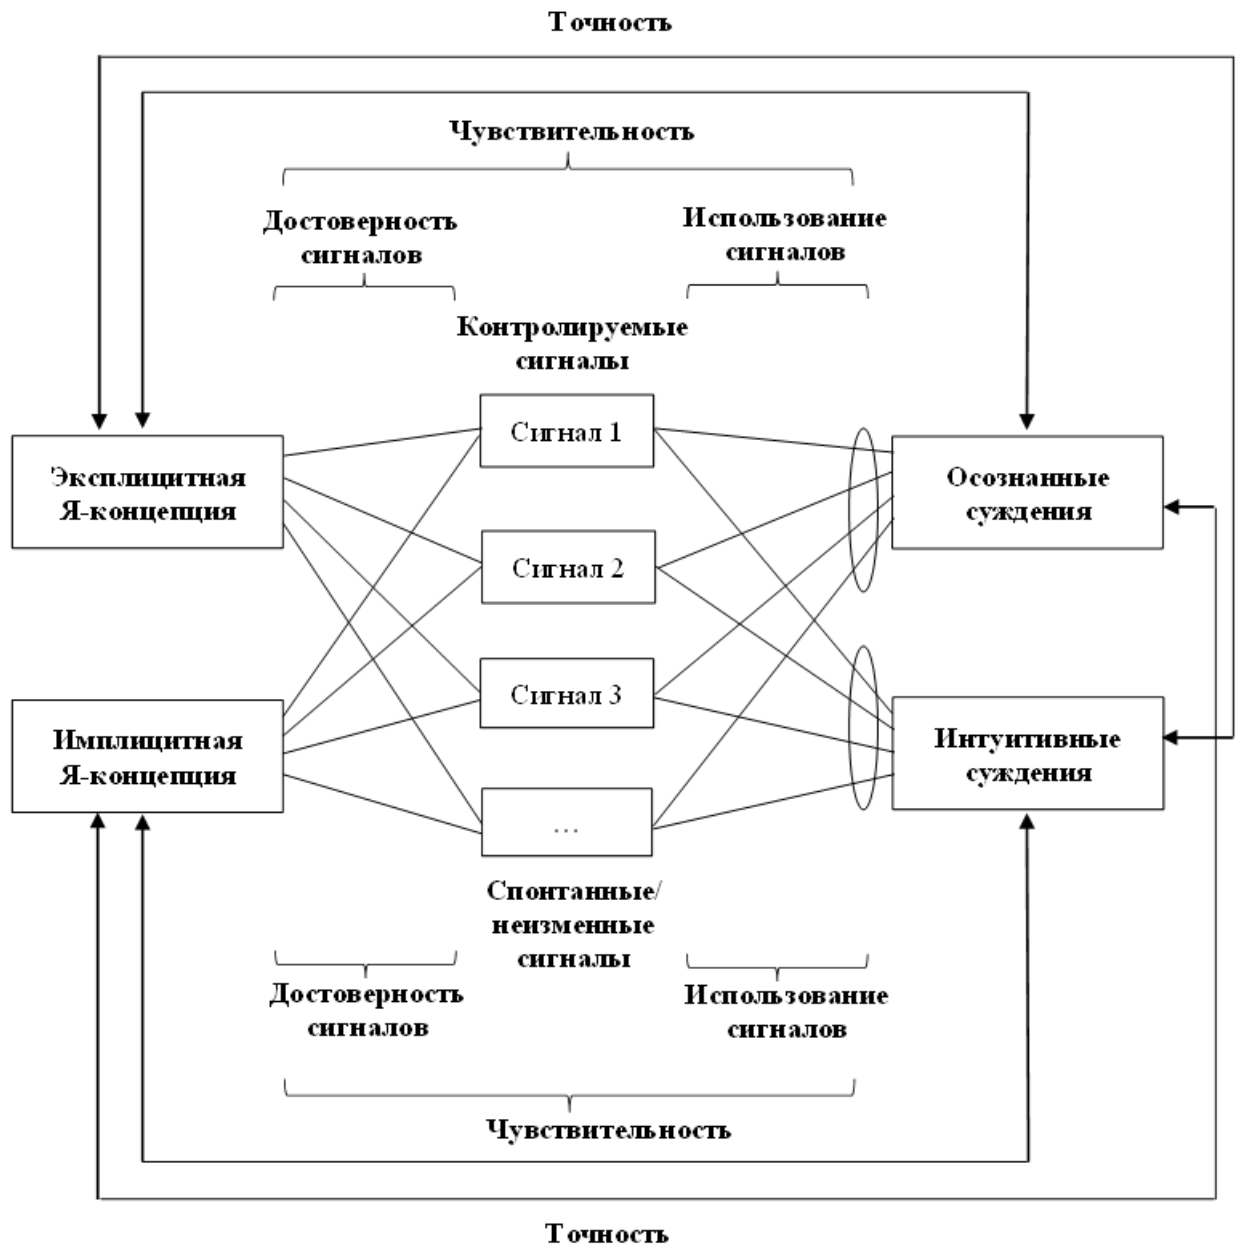 Точность
Чувствительность
Достоверность
сигналов
Использование
сигналов
Контролируемые
сигналы
Сигнал 1
Эксплицитная
Я-концепция
Осознанные
суждения
Сигнал 2
Сигнал 3
Имплицитная
Я-концепция
Интуитивные
суждения
...
Спонтанные/
неизменные
сигналы
Достоверность
сигналов
Использование
сигналов
Чувствительность
Точность